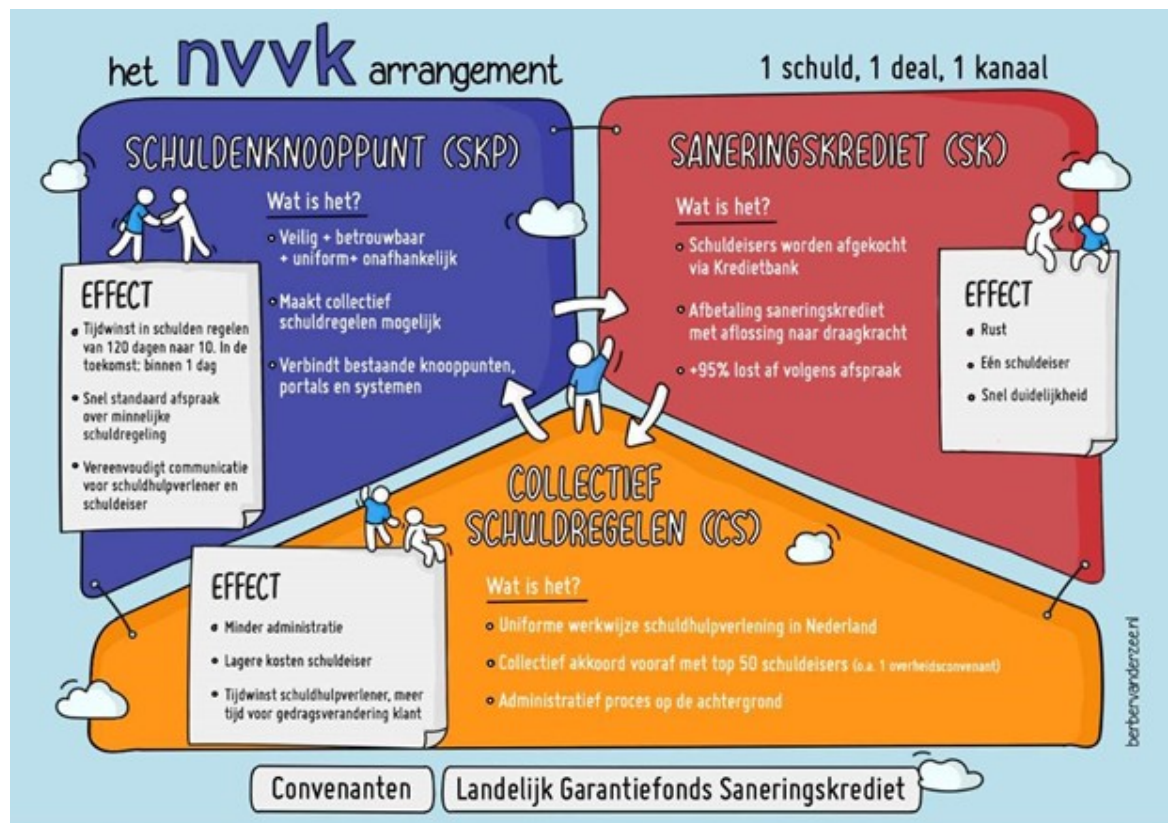 het nvvk arrangement
1 schuld, 1 deal, 1 kanaal
SCHULDENKNOOPPUNT (SKP)
Wat is het?
Veilig + betrouwbaar
+ uniform+ onafhankelijk
Maakt collectief
schuldregelen mogelijk
Verbindt bestaande knooppunten,
portals en systemen
EFFECT
Tijdwinst in schulden regelen
van 120 dagen naar 10. In de
toekomst: binnen 1 dag
Snel standaard afspraak
over minnelijke
schuldregeling
Vereenvoudigt communicatie
voor schuldhulpverlener en
schuldeiser
SANERINGSKREDIET (SK)
Wat is het?
Schuldeisers worden afgekocht
via Kredietbank
Afbetaling saneringskrediet
met aflossing naar draagkracht
+95% lost af volgens afspraak
EFFECT
Rust
Eén schuldeiser
Snel duidelijkheid
COLLECTIEF
SCHULDREGELEN (CS)
Wat is het?
Uniforme werkwijze schuldhulpverlening in Nederland
Collectief akkoord vooraf met top 50 schuldeisers (o.a. 1 overheidsconvenant)
Administratief proces op de achtergrond
EFFECT
Minder administratie
Lagere kosten schuldeiser
Tijdwinst schuldhulpverlener, meer
tijd voor gedragsverandering klant
berbervanderzee.nl
Convenanten
Landelijk Garantiefonds Saneringskrediet